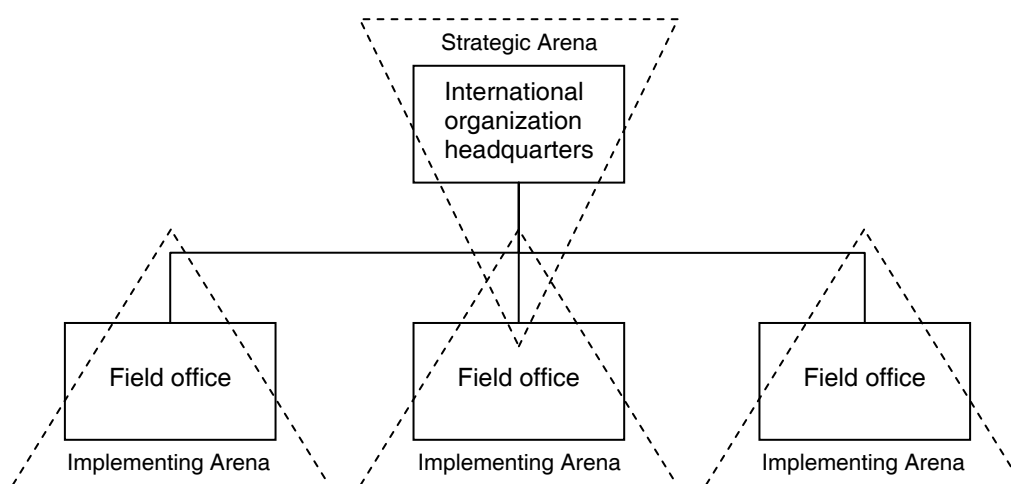 Strategic Arena
International
organization
headquarters
Field office
Field office
Field office
Implementing Arena
Implementing Arena
Implementing Arena